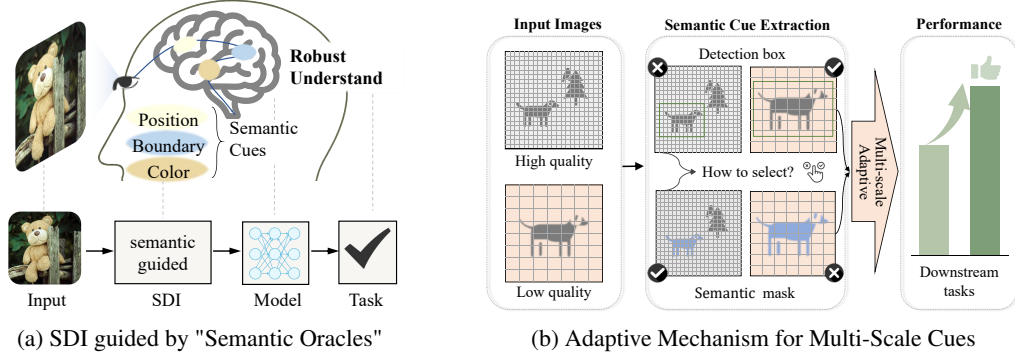 Robust
Understand
Position
Boundary
Color
Semantic
Cues
semantic
guided
Input
SDI
Model
Task
(a) SDI guided by "Semantic Oracles"
Input Images
Semantic Cue Extraction
Performance
Detection box
High quality
How to select?
Multi-scale
Adaptive
Low quality
Semantic mask
Downstream
tasks
(b) Adaptive Mechanism for Multi-Scale Cues